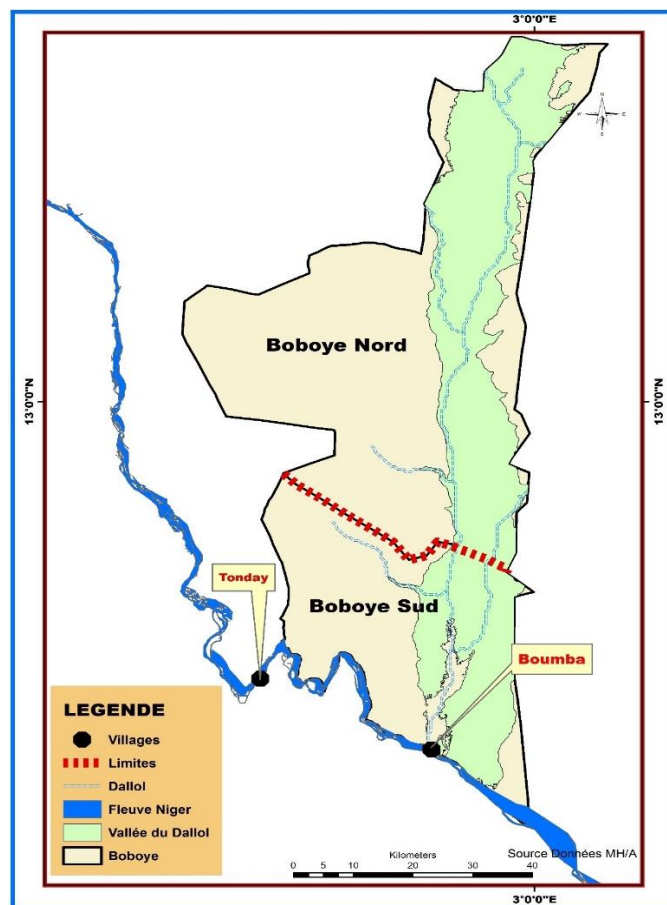 3°0'0"E
N
W
E
S
Boboye Nord
13°0'0"N
13°0'0"N
Tonday
Boboye Sud
Boumba
LEGENDE
Villages
Limites
Dallol
Fleuve Niger
Vallée du Dallol
Boboye
Kilometers
Source Données MH/A
0 5 10 20 30 40
3°0'0"E